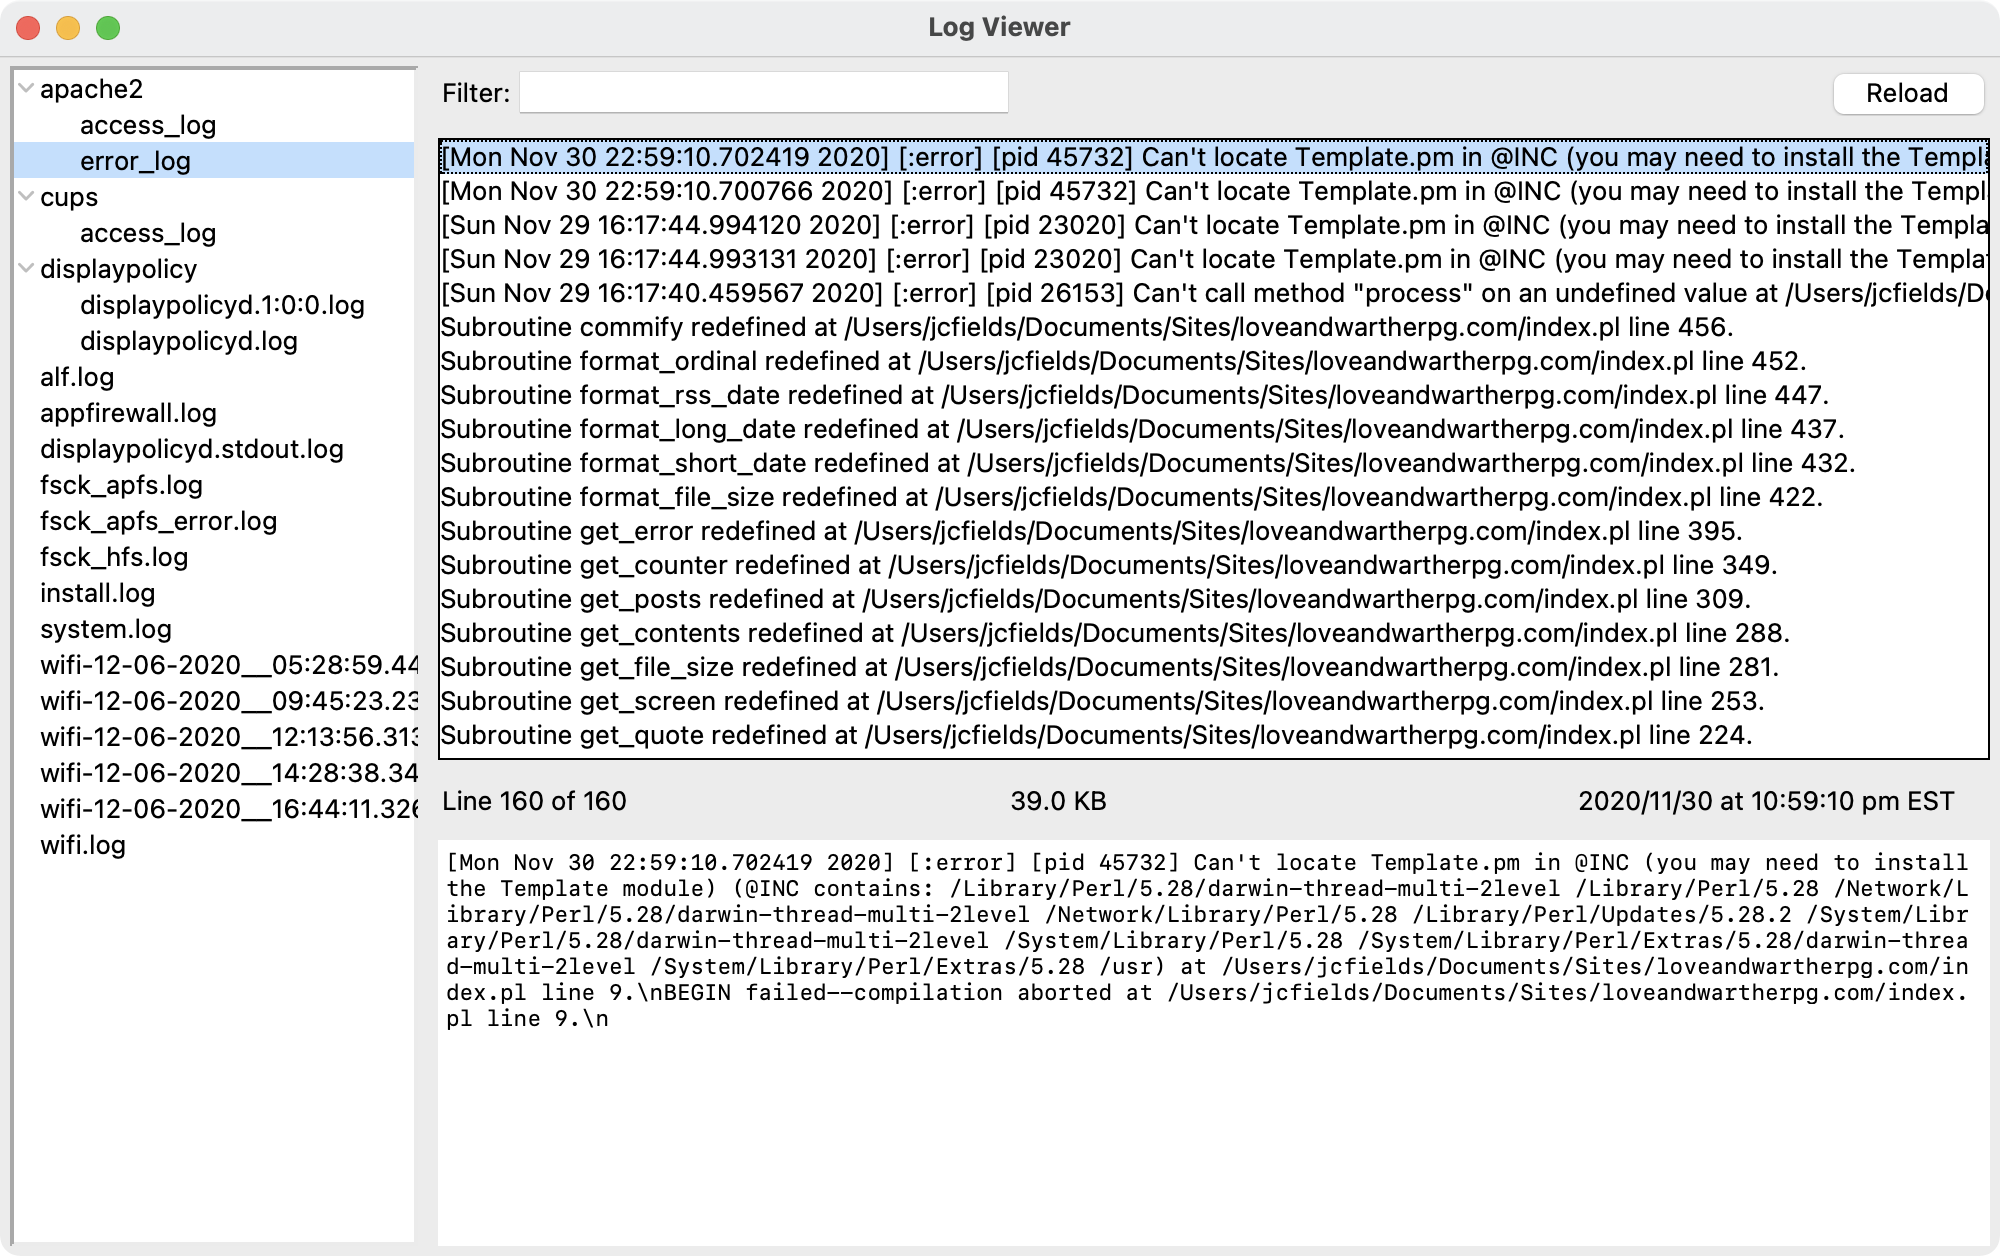 Log Viewer
apache2
access_log
error_log
cups
access_log
displaypolicy
displaypolicyd.1:0:0.log
displaypolicyd.log
alf.log
appfirewall.log
displaypolicyd.stdout.log
fsck_apfs.log
fsck_apfs_error.log
fsck_hfs.log
install.log
system.log
wifi-12-06-2020__05:28:59.44
wifi-12-06-2020__09:45:23.23
wifi-12-06-2020__12:13:56.313
wifi-12-06-2020__14:28:38.34
wifi-12-06-2020__16:44:11.326
wifi.log
Filter:
Reload
[Mon Nov 30 22:59:10.702419 2020] [:error] [pid 45732] Can't locate Template.pm in @INC (you may need to install the Templa
[Mon Nov 30 22:59:10.700766 2020] [:error] [pid 45732] Can't locate Template.pm in @INC (you may need to install the Templ
[Sun Nov 29 16:17:44.994120 2020] [:error] [pid 23020] Can't locate Template.pm in @INC (you may need to install the Templa
[Sun Nov 29 16:17:44.993131 2020] [:error] [pid 23020] Can't locate Template.pm in @INC (you may need to install the Templat
[Sun Nov 29 16:17:40.459567 2020] [:error] [pid 26153] Can't call method "process" on an undefined value at /Users/jcfields/Do
Subroutine commify redefined at /Users/jcfields/Documents/Sites/loveandwartherpg.com/index.pl line 456.
Subroutine format_ordinal redefined at /Users/jcfields/Documents/Sites/loveandwartherpg.com/index.pl line 452.
Subroutine format_rss_date redefined at /Users/jcfields/Documents/Sites/loveandwartherpg.com/index.pl line 447.
Subroutine format_long_date redefined at /Users/jcfields/Documents/Sites/loveandwartherpg.com/index.pl line 437.
Subroutine format_short_date redefined at /Users/jcfields/Documents/Sites/loveandwartherpg.com/index.pl line 432.
Subroutine format_file_size redefined at /Users/jcfields/Documents/Sites/loveandwartherpg.com/index.pl line 422.
Subroutine get_error redefined at /Users/jcfields/Documents/Sites/loveandwartherpg.com/index.pl line 395.
Subroutine get_counter redefined at /Users/jcfields/Documents/Sites/loveandwartherpg.com/index.pl line 349.
Subroutine get_posts redefined at /Users/jcfields/Documents/Sites/loveandwartherpg.com/index.pl line 309.
Subroutine get_contents redefined at /Users/jcfields/Documents/Sites/loveandwartherpg.com/index.pl line 288.
Subroutine get_file_size redefined at /Users/jcfields/Documents/Sites/loveandwartherpg.com/index.pl line 281.
Subroutine get_screen redefined at /Users/jcfields/Documents/Sites/loveandwartherpg.com/index.pl line 253.
Subroutine get_quote redefined at /Users/jcfields/Documents/Sites/loveandwartherpg.com/index.pl line 224.
Line 160 of 160
39.0 KB
2020/11/30 at 10:59:10 pm EST
[Mon Nov 30 22:59:10.702419 2020] [:error] [pid 45732] Can't locate Template.pm in @INC (you may need to install
the Template module) (@INC contains: /Library/Perl/5.28/darwin-thread-multi-2level /Library/Perl/5.28 /Network/L
ibrary/Perl/5.28/darwin-thread-multi-2level /Network/Library/Perl/5.28 /Library/Perl/Updates/5.28.2 /System/Libr
ary/Perl/5.28/darwin-thread-multi-2level /System/Library/Perl/5.28 /System/Library/Perl/Extras/5.28/darwin-threa
d-multi-2level /System/Library/Perl/Extras/5.28 /usr) at /Users/jcfields/Documents/Sites/loveandwartherpg.com/in
dex.pl line 9.\nBEGIN failed--compilation aborted at /Users/jcfields/Documents/Sites/loveandwartherpg.com/index.
pl line 9.\n